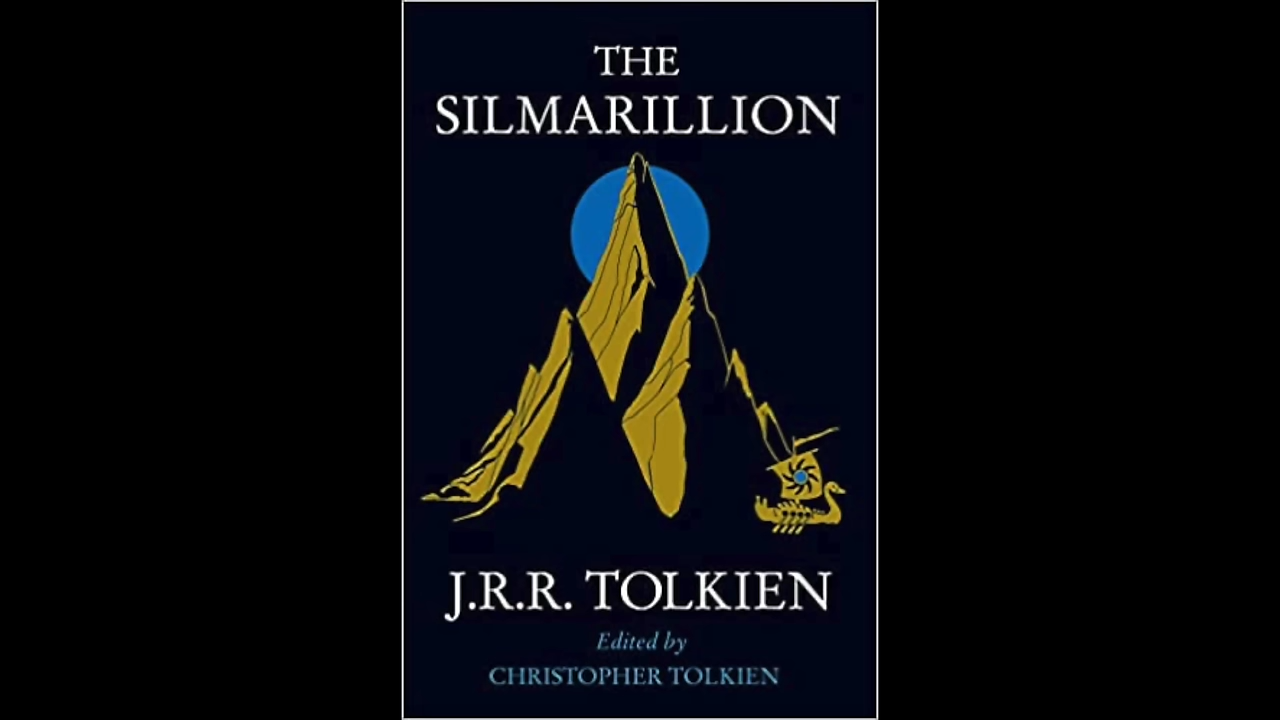 THE
SILMARILLION
J.R.R. TOLKIEN
Edited by
CHRISTOPHER TOLKIEN